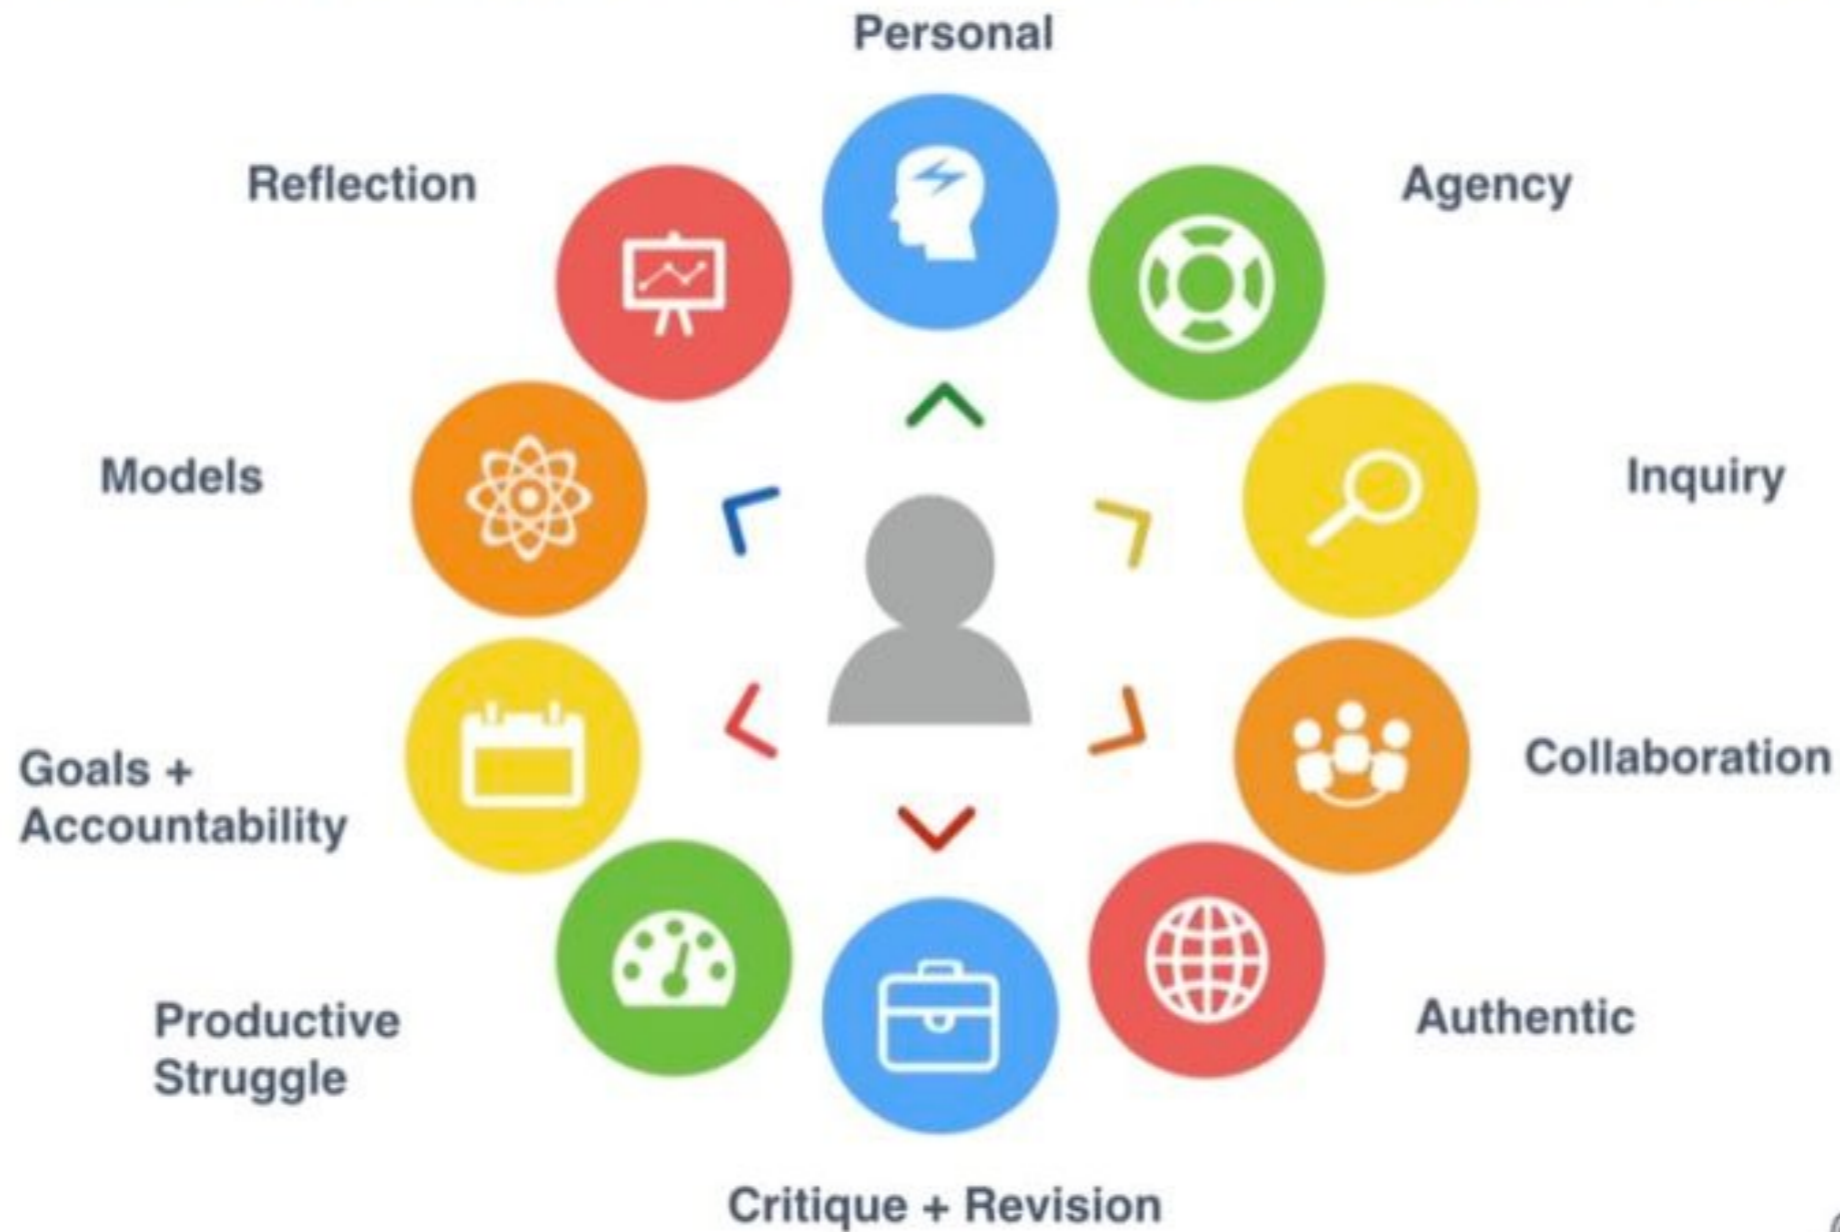 Personal
Reflection
Agency
Models
Inquiry
Goals +
Accountability
Collaboration
Productive
Struggle
Authentic
Critique + Revision